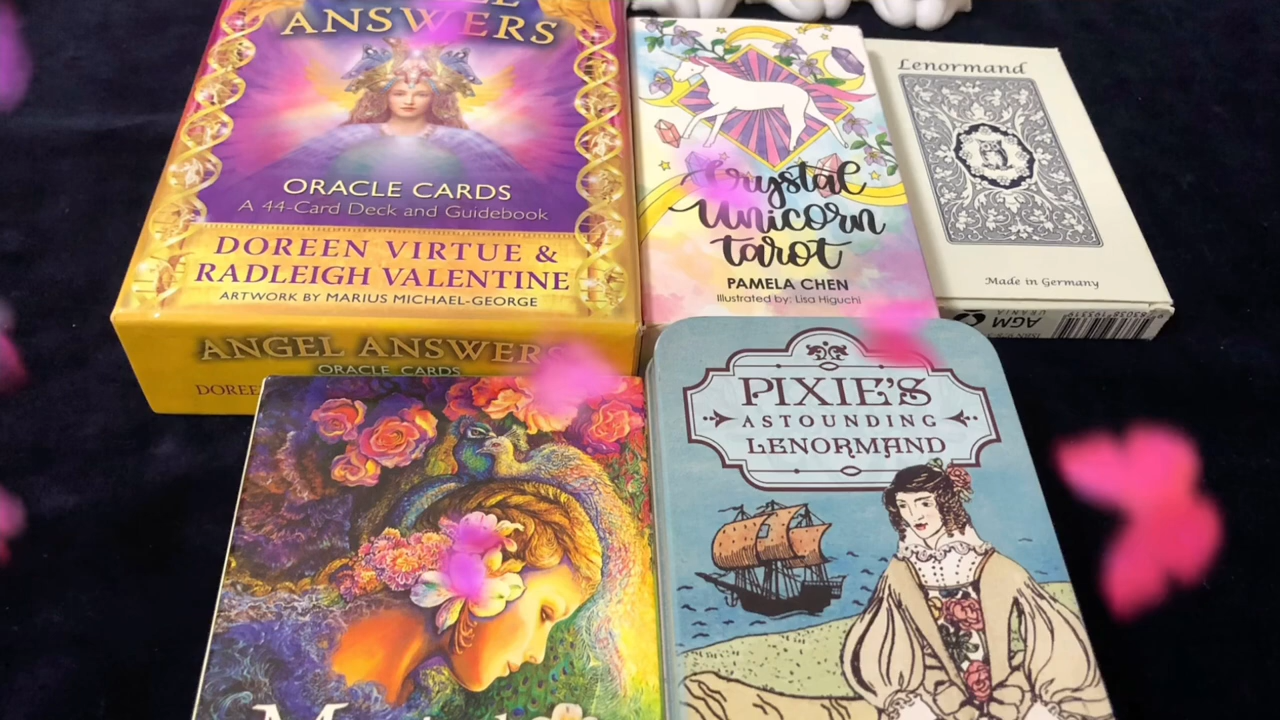 ANSWERS
ORACLE CARDS
A 44-Card Deck and Guidebook
DOREEN VIRTUE &
RADLEIGH VALENTINE
ARTWORK BY MARIUS MICHAEL-GEORGE
ANGEL ANSWERS
ORACLE CARDS
DOREE
Crystal
Unicorn
tarot
PAMELA CHEN
Illustrated by: Lisa Higuchi
Lenormand
Made in Germany
AGM
URANIA
PIXIE'S
ASTOUNDING
LENORMAND